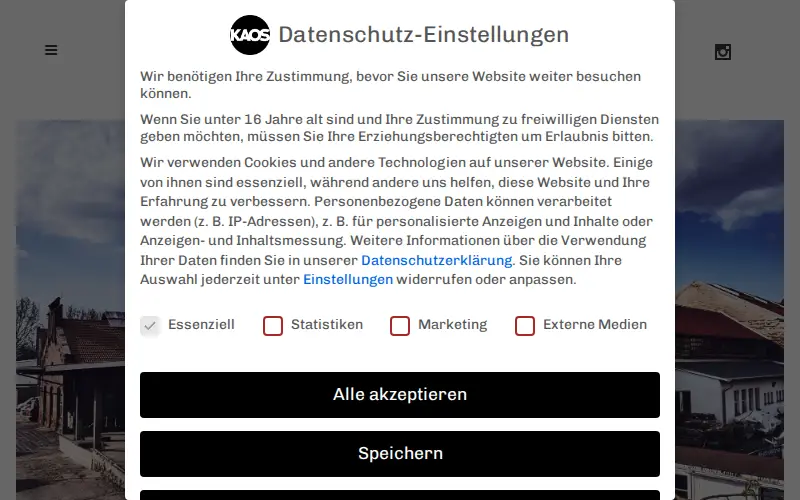 KAOS Datenschutz-Einstellungen
Wir benötigen Ihre Zustimmung, bevor Sie unsere Website weiter besuchen
können.
Wenn Sie unter 16 Jahre alt sind und Ihre Zustimmung zu freiwilligen Diensten
geben möchten, müssen Sie Ihre Erziehungsberechtigten um Erlaubnis bitten.
Wir verwenden Cookies und andere Technologien auf unserer Website. Einige
von ihnen sind essenziell, während andere uns helfen, diese Website und Ihre
Erfahrung zu verbessern. Personenbezogene Daten können verarbeitet
werden (z. B. IP-Adressen), z. B. für personalisierte Anzeigen und Inhalte oder
Anzeigen- und Inhaltsmessung. Weitere Informationen über die Verwendung
Ihrer Daten finden Sie in unserer Datenschutzerklärung. Sie können Ihre
Auswahl jederzeit unter Einstellungen widerrufen oder anpassen.
Essenziell Statistiken Marketing Externe Medien
Alle akzeptieren
Speichern